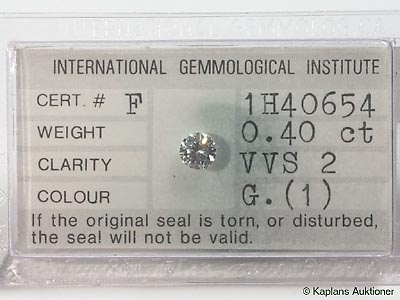 INTERNATIONAL GEMMOLOGICAL INSTITUTE
CERT. # F 1H40654
WEIGHT 0.40 ct
CLARITY VVS 2
COLOUR G.(1)
If the original seal is torn, or disturbed,
the seal will not be valid.
© Kaplans Auktioner